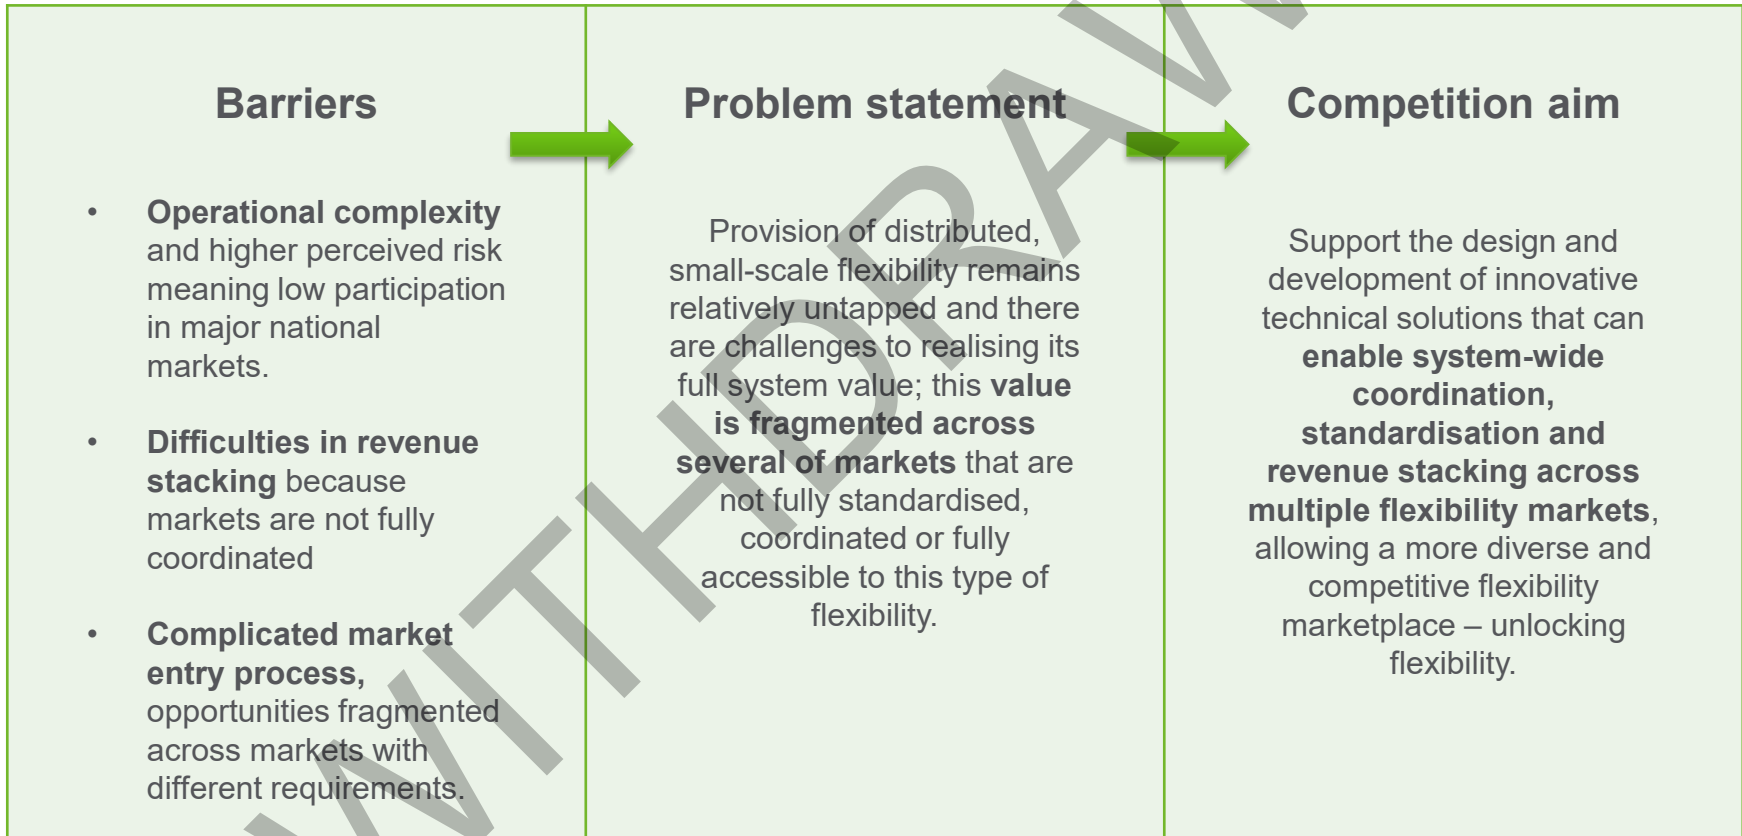 Barriers
• Operational complexity
and higher perceived risk
meaning low participation
in major national
markets.
• Difficulties in revenue
stacking because
markets are not fully
coordinated
• Complicated market
entry process,
opportunities fragmented
across markets with
different requirements.
Problem statement
Provision of distributed,
small-scale flexibility remains
relatively untapped and there
are challenges to realising its
full system value; this value
is fragmented across
several of markets that are
not fully standardised,
coordinated or fully
accessible to this type of
flexibility.
Competition aim
Support the design and
development of innovative
technical solutions that can
enable system-wide
coordination,
standardisation and
revenue stacking across
multiple flexibility markets,
allowing a more diverse and
competitive flexibility
marketplace – unlocking
flexibility.
WITHDRAW